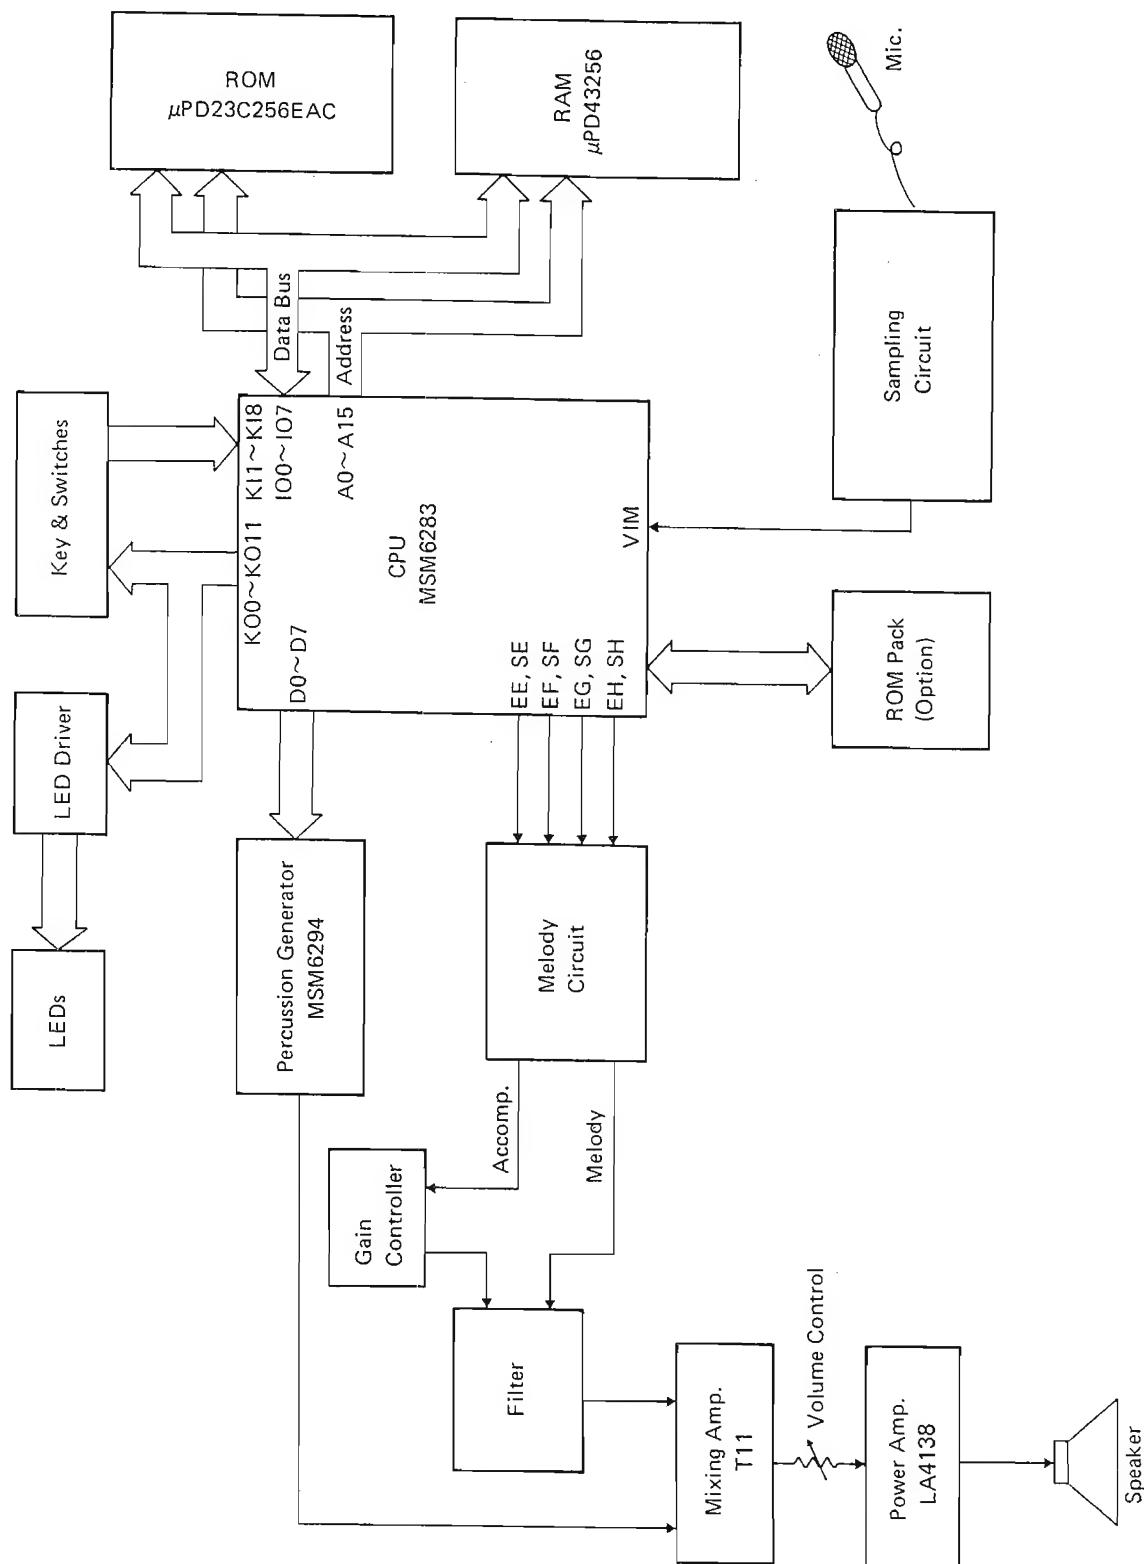 ROM
μPD23C256EAC
RAM
μPD43256
Mic.
Data Bus
Address
Sampling
Circuit
Key & Switches
KI1~KI8
IO0~IO7
A0~A15
KO0~KO11
D0~D7
CPU
MSM6283
VIM
EE, SE
EF, SF
EG, SG
EH, SH
ROM Pack
(Option)
LED Driver
LEDs
Percussion Generator
MSM6294
Melody
Circuit
Accomp.
Melody
Gain
Controller
Filter
Mixing Amp.
T11
Volume Control
Power Amp.
LA4138
Speaker